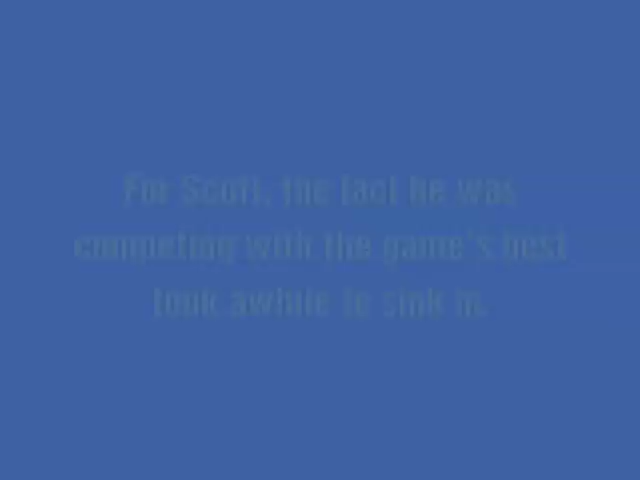 For Scott, the fact he was
competing with the game's best
took awhile to sink in.